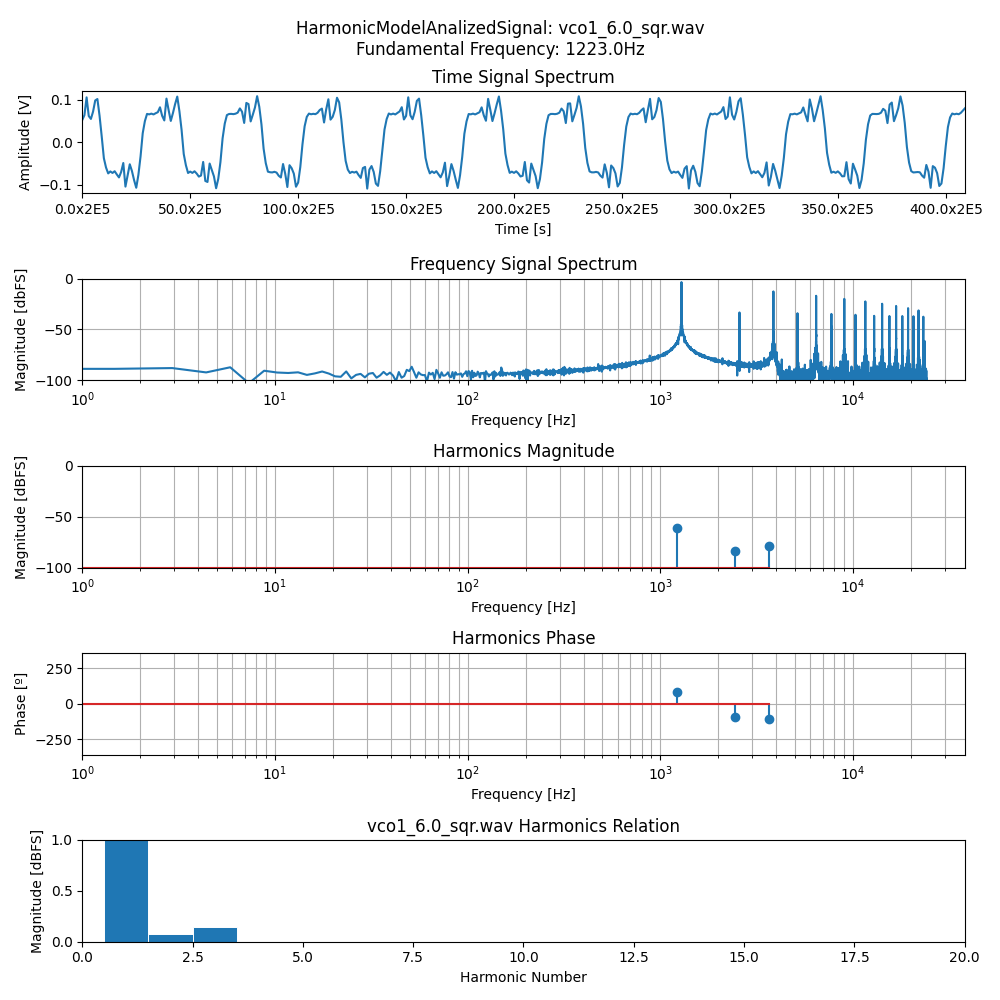 HarmonicModelAnalizedSignal: vco1_6.0_sqr.wav
Fundamental Frequency: 1223.0Hz
Time Signal Spectrum
Amplitude [V]
0.1
0.0
−0.1
0.0x2E5 50.0x2E5 100.0x2E5 150.0x2E5 200.0x2E5 250.0x2E5 300.0x2E5 350.0x2E5 400.0x2E5
Time [s]
Frequency Signal Spectrum
Magnitude [dbFS]
0
−50
−100
10^0 10^1 10^2 10^3 10^4
Frequency [Hz]
Harmonics Magnitude
Magnitude [dBFS]
0
−50
−100
10^0 10^1 10^2 10^3 10^4
Frequency [Hz]
Harmonics Phase
Phase [º]
250
0
−250
10^0 10^1 10^2 10^3 10^4
Frequency [Hz]
vco1_6.0_sqr.wav Harmonics Relation
Magnitude [dBFS]
1.0
0.5
0.0
0.0 2.5 5.0 7.5 10.0 12.5 15.0 17.5 20.0
Harmonic Number